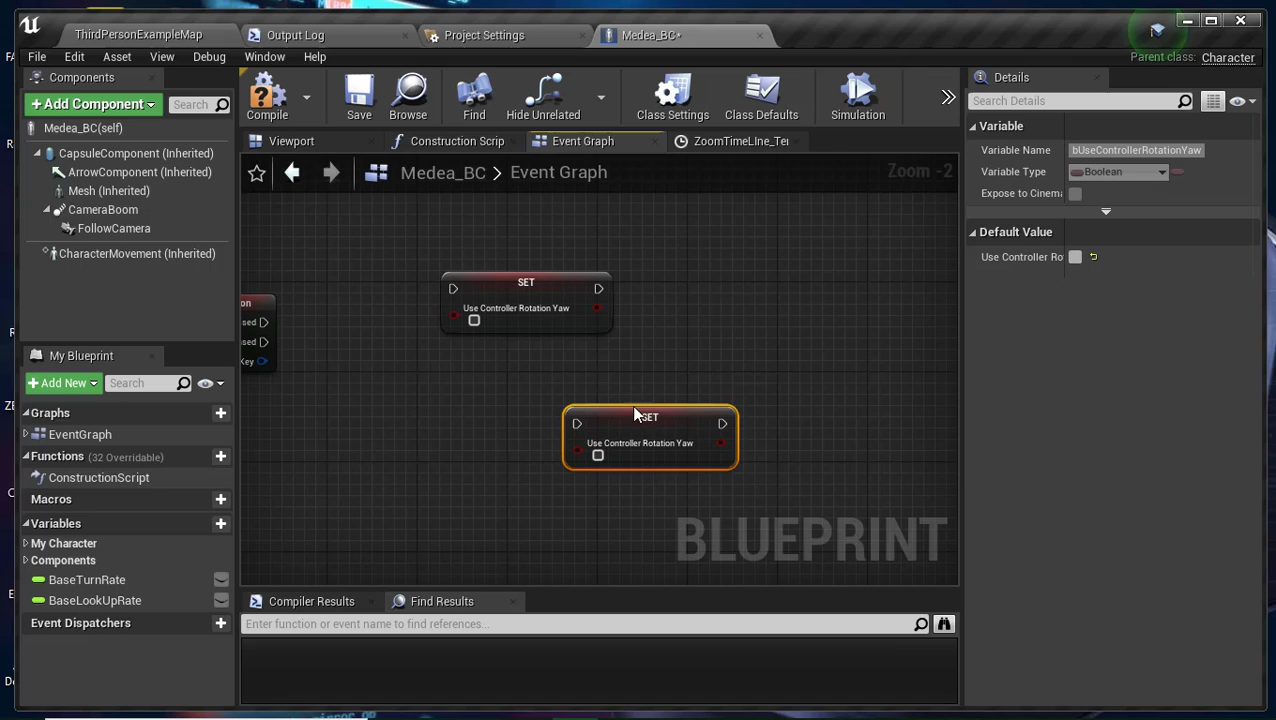 ThirdPersonExampleMap
Output Log
Project Settings
Medea_BC*
File Edit Asset View Debug Window Help
Parent class: Character
Components
+ Add Component
Search
Medea_BC(self)
CapsuleComponent (Inherited)
ArrowComponent (Inherited)
Mesh (Inherited)
CameraBoom
FollowCamera
CharacterMovement (Inherited)
Compile
Save
Browse
Find
Hide Unrelated
Class Settings
Class Defaults
Simulation
Viewport
Construction Scrip
Event Graph
ZoomTimeLIne_Te
Medea_BC > Event Graph
Zoom -2
on
sed
sed
Key
SET
Use Controller Rotation Yaw
SET
Use Controller Rotation Yaw
BLUEPRINT
My Blueprint
+ Add New
Search
Graphs
EventGraph
Functions (32 Overridable)
ConstructionScript
Macros
Variables
My Character
Components
BaseTurnRate
BaseLookUpRate
Event Dispatchers
Compiler Results
Find Results
Enter function or event name to find references...
Details
Search Details
Variable
Variable Name bUseControllerRotationYaw
Variable Type Boolean
Expose to Cinema
Default Value
Use Controller Ro